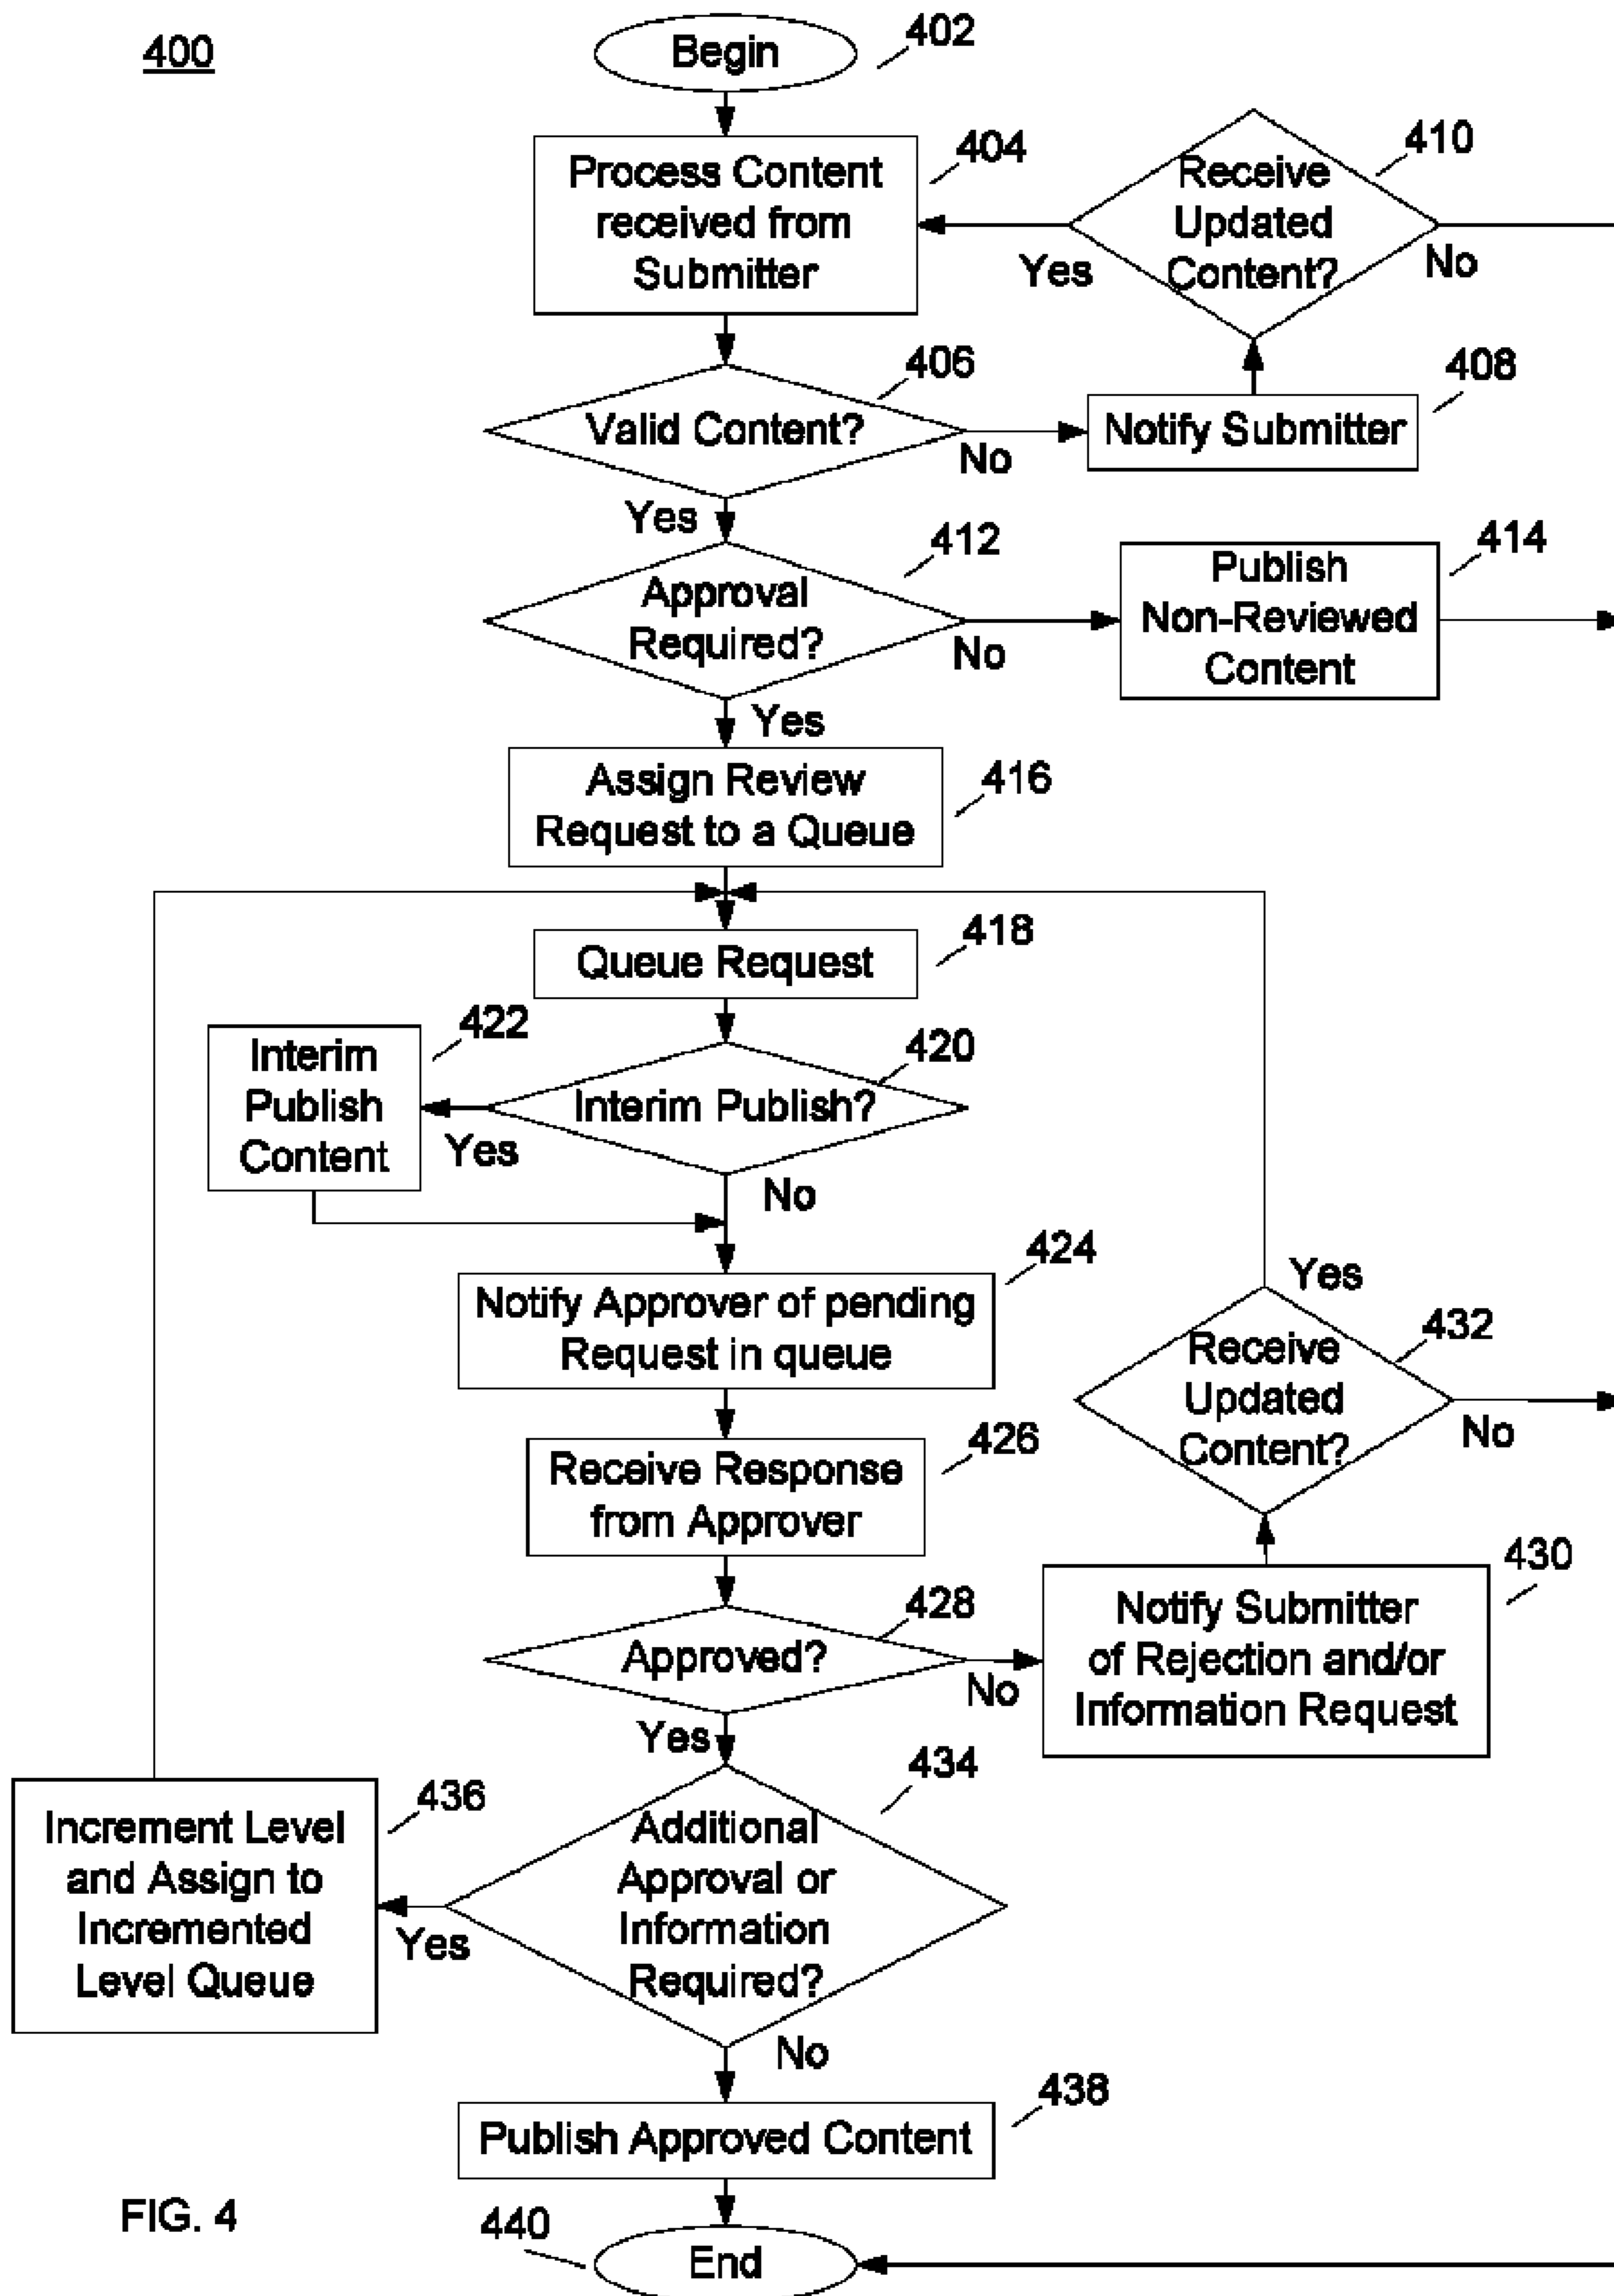 400
Begin
402
Process Content
received from
Submitter
404
Receive
Updated
Content?
410
Yes
No
Valid Content?
406
No
Notify Submitter
408
Yes
Approval
Required?
412
No
Publish
Non-Reviewed
Content
414
Yes
Assign Review
Request to a Queue
416
Queue Request
418
Interim
Publish
Content
422
Interim Publish?
420
Yes
No
Notify Approver of pending
Request in queue
424
Yes
Receive
Updated
Content?
432
No
Receive Response
from Approver
426
Approved?
428
No
Notify Submitter
of Rejection and/or
Information Request
430
Yes
Additional
Approval or
Information
Required?
434
Increment Level
and Assign to
Incremented
Level Queue
436
Yes
No
Publish Approved Content
438
FIG. 4
440
End